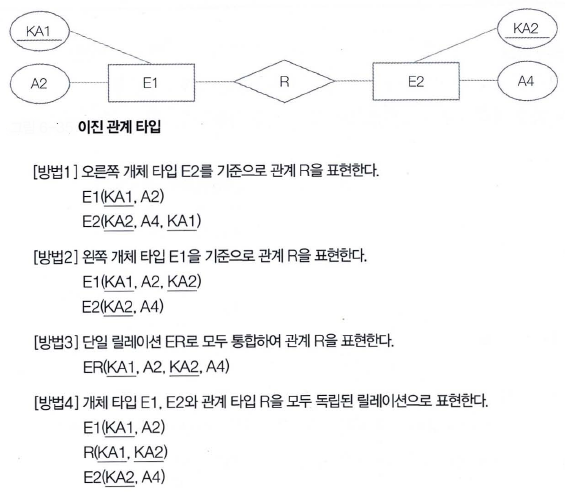 KA1
KA2
A2
E1
R
E2
A4
이진 관계 타입
[방법1] 오른쪽 개체 타입 E2를 기준으로 관계 R을 표현한다.
E1(KA1, A2)
E2(KA2, A4, KA1)
[방법2] 왼쪽 개체 타입 E1을 기준으로 관계 R을 표현한다.
E1(KA1, A2, KA2)
E2(KA2, A4)
[방법3] 단일 릴레이션 ER로 모두 통합하여 관계 R을 표현한다.
ER(KA1, A2, KA2, A4)
[방법4] 개체 타입 E1, E2와 관계 타입 R을 모두 독립된 릴레이션으로 표현한다.
E1(KA1, A2)
R(KA1, KA2)
E2(KA2, A4)